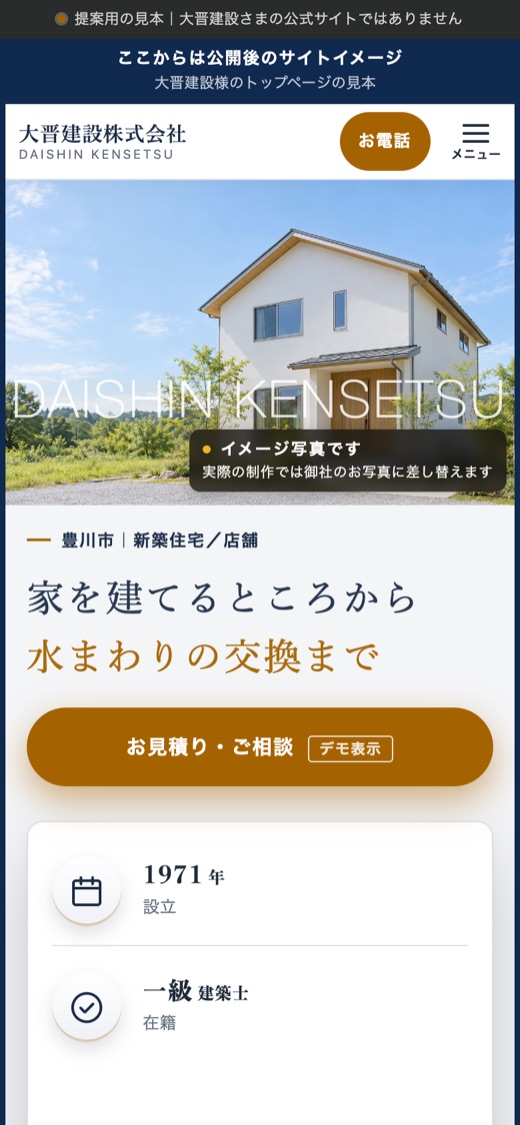 提案用の見本｜大晋建設さまの公式サイトではありません
ここからは公開後のサイトイメージ
大晋建設様のトップページの見本
大晋建設株式会社
DAISHIN KENSETSU
お電話
メニュー
DAISHIN KENSETSU
イメージ写真です
実際の制作では御社のお写真に差し替えます
豊川市｜新築住宅／店舗
家を建てるところから
水まわりの交換まで
お見積り・ご相談 デモ表示
1971 年
設立
一級 建築士
在籍